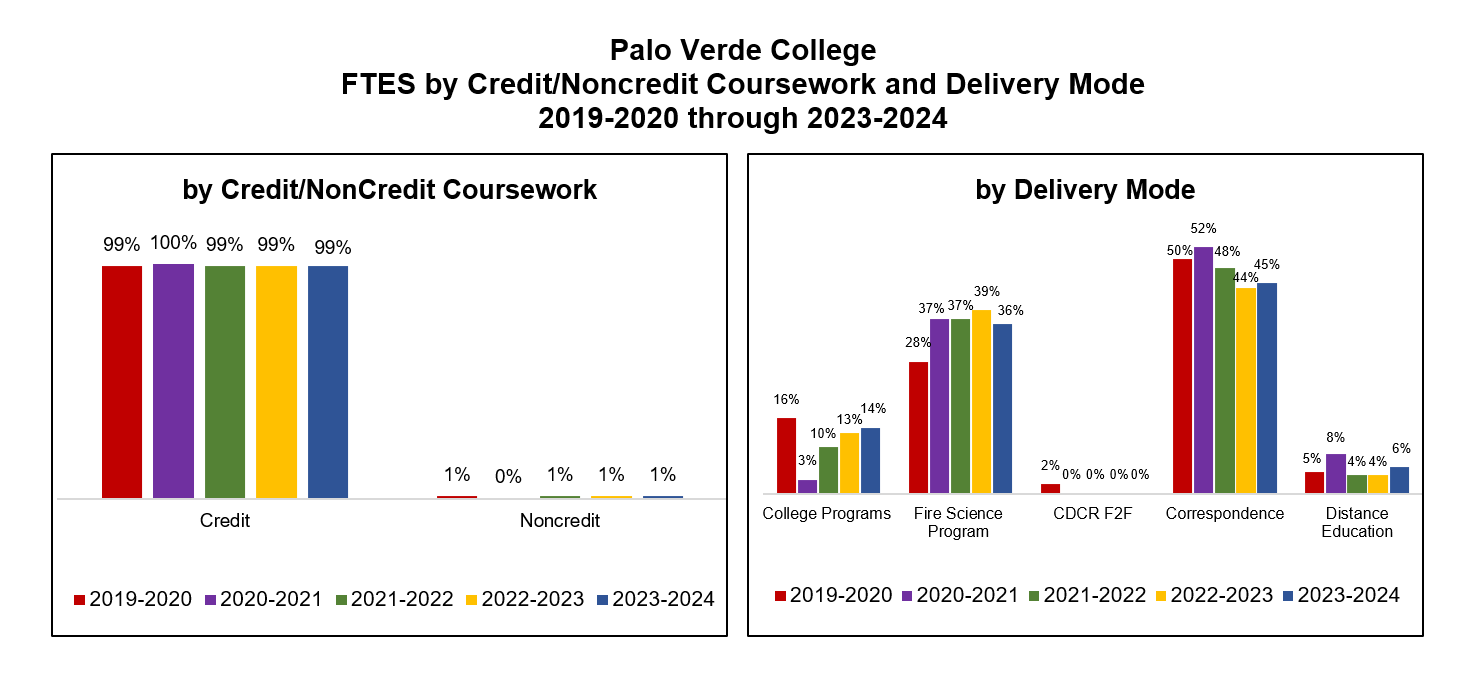 Palo Verde College
FTES by Credit/Noncredit Coursework and Delivery Mode
2019-2020 through 2023-2024
by Credit/NonCredit Coursework
99% 100% 99% 99% 99%
1% 0% 1% 1% 1%
Credit Noncredit
2019-2020 2020-2021 2021-2022 2022-2023 2023-2024
by Delivery Mode
16% 3% 10% 13% 14%
28% 37% 37% 39% 36%
2% 0% 0% 0% 0%
50% 52% 48% 44% 45%
5% 8% 4% 4% 6%
College Programs Fire Science CDCR F2F Correspondence Distance
Program Education
2019-2020 2020-2021 2021-2022 2022-2023 2023-2024